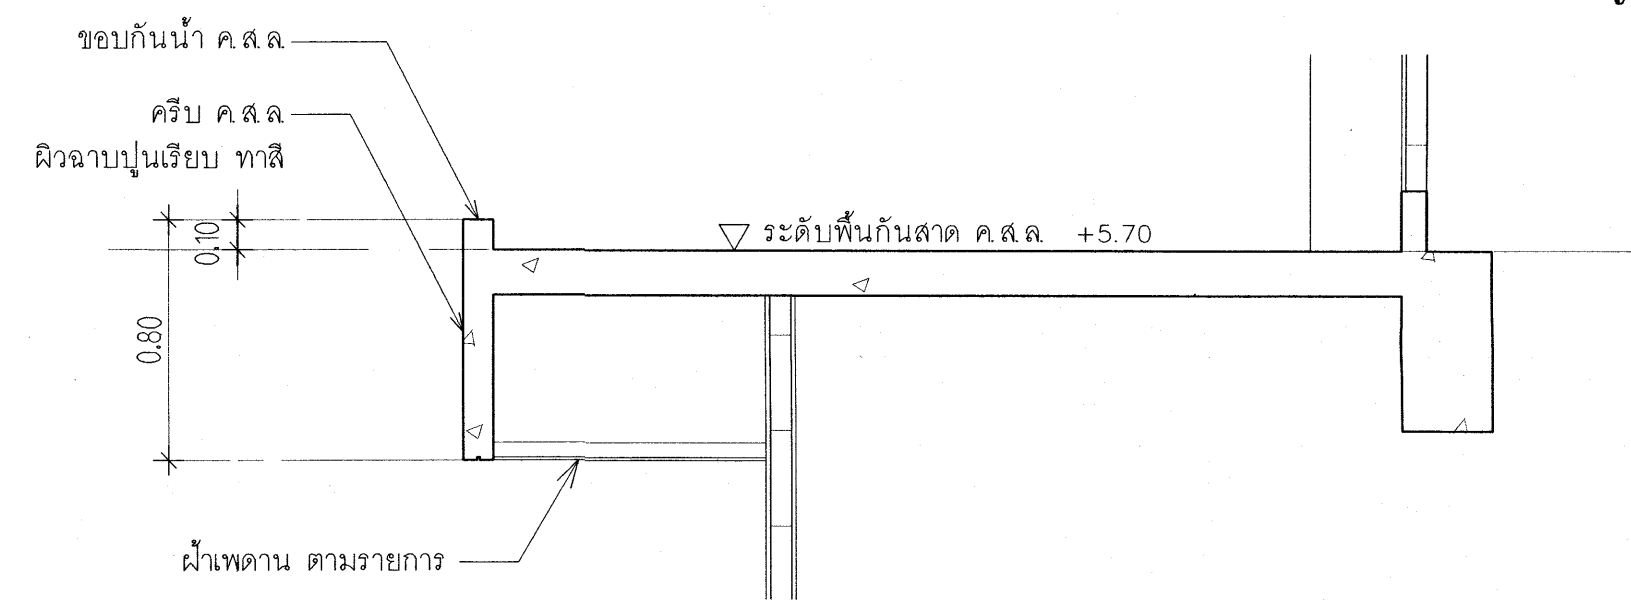 ขอบกันน้ำ ค.ส.ล.
ครีบ ค.ส.ล.
ผิวฉาบปูนเรียบ ทาสี
0.10
ระดับพื้นกันสาด ค.ส.ล. +5.70
0.80
ฝ้าเพดาน ตามรายการ